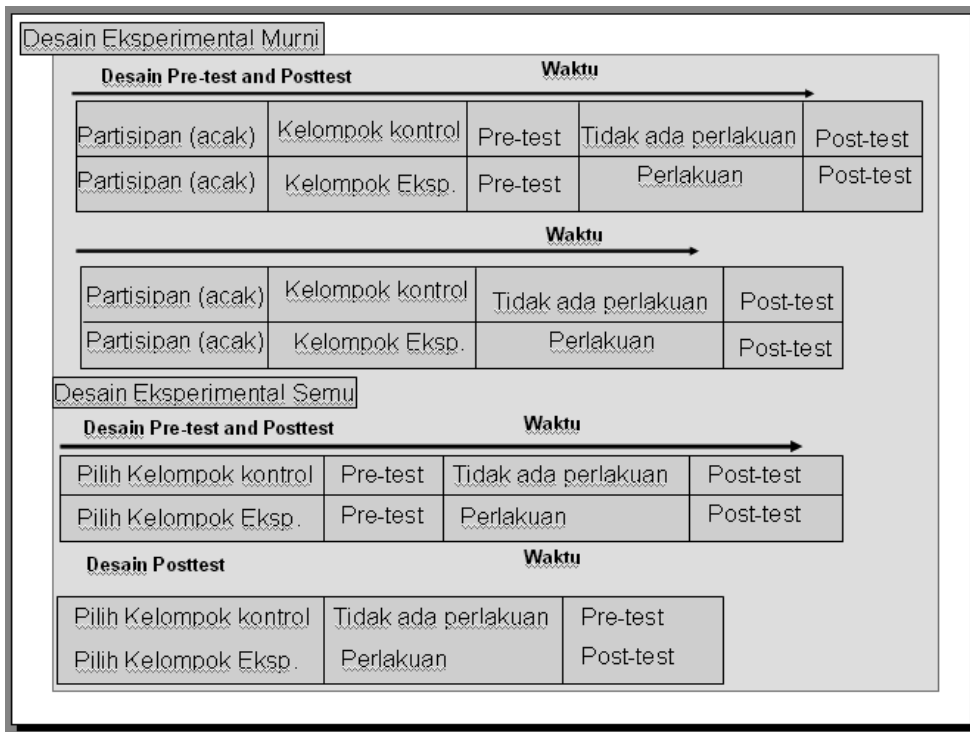 Desain Eksperimental Murni
Desain Pre-test and Posttest Waktu
Partisipan (acak) Kelompok kontrol Pre-test Tidak ada perlakuan Post-test
Partisipan (acak) Kelompok Eksp. Pre-test Perlakuan Post-test
Waktu
Partisipan (acak) Kelompok kontrol Tidak ada perlakuan Post-test
Partisipan (acak) Kelompok Eksp. Perlakuan Post-test
Desain Eksperimental Semu
Desain Pre-test and Posttest Waktu
Pilih Kelompok kontrol Pre-test Tidak ada perlakuan Post-test
Pilih Kelompok Eksp. Pre-test Perlakuan Post-test
Desain Posttest Waktu
Pilih Kelompok kontrol Tidak ada perlakuan Pre-test
Pilih Kelompok Eksp. Perlakuan Post-test